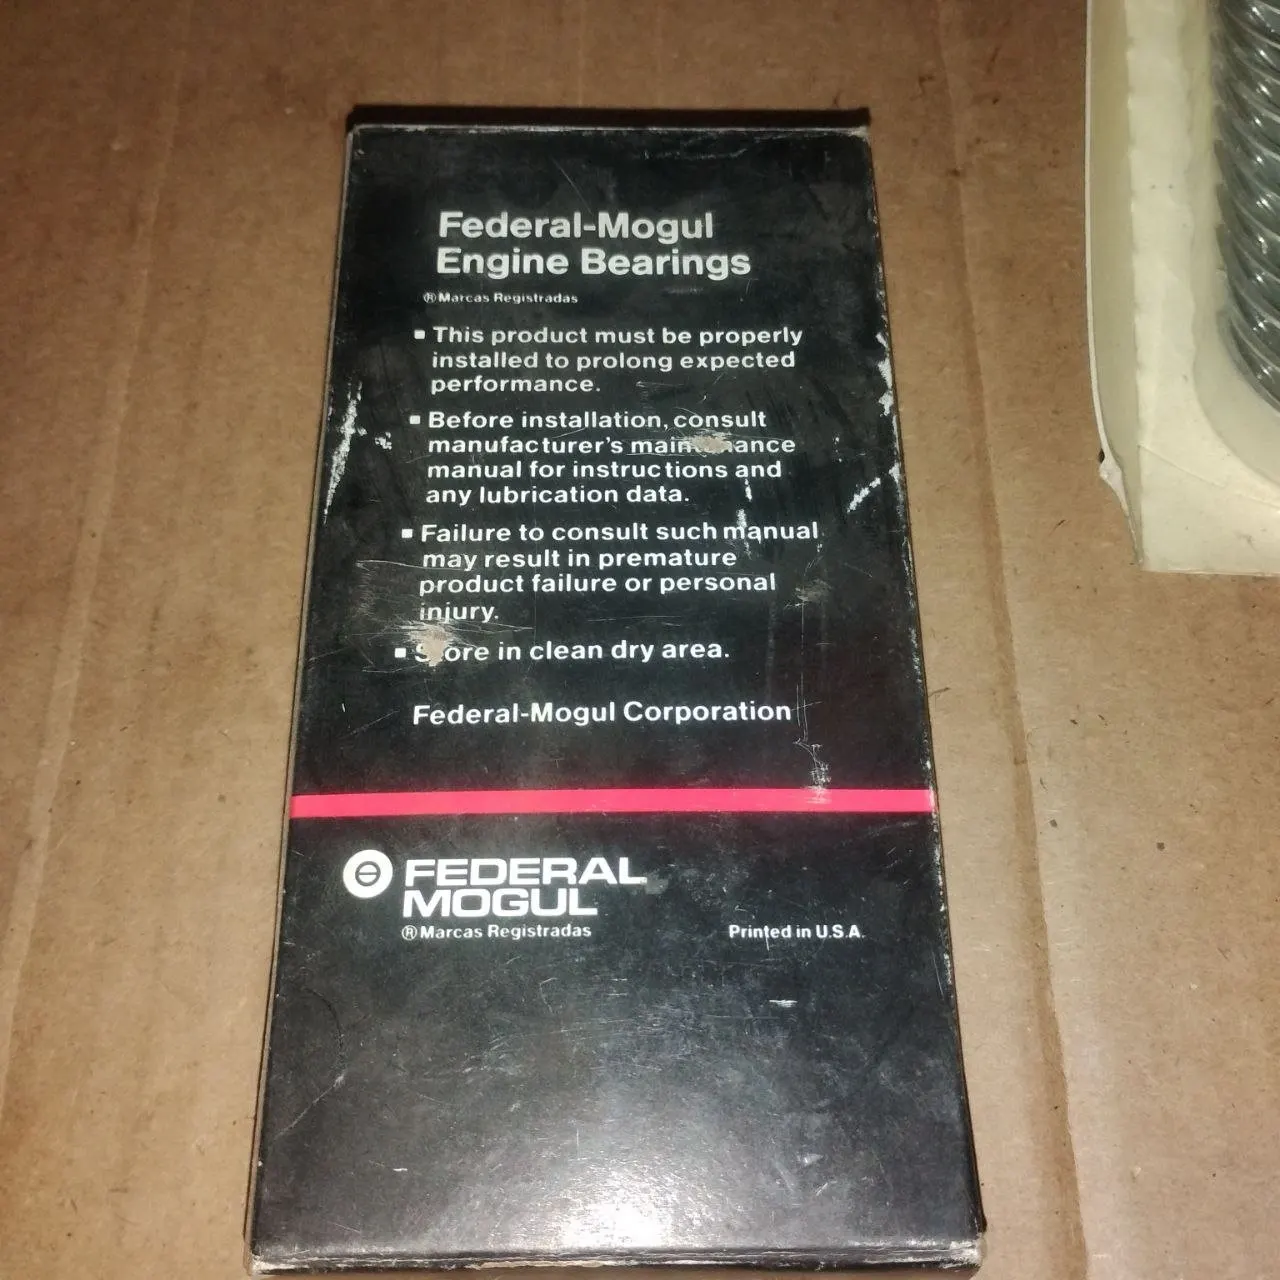 Federal-Mogul
Engine Bearings
® Marcas Registradas
▪ This product must be properly
installed to prolong expected
performance.
▪ Before installation, consult
manufacturer's maintenance
manual for instructions and
any lubrication data.
▪ Failure to consult such manual
may result in premature
product failure or personal
injury.
▪ Store in clean dry area.
Federal-Mogul Corporation
FEDERAL
MOGUL
® Marcas Registradas
Printed in U.S.A.